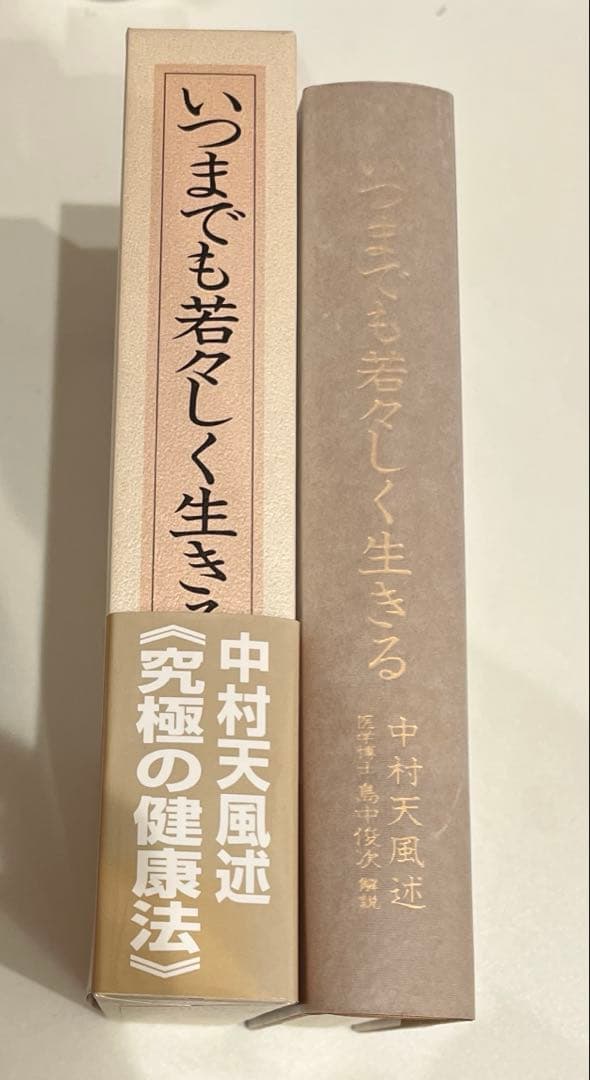 いつまでも若々しく生きる
中村天風述
《究極の健康法》
いつまでも若々しく生きる
中村天風述
医学博士 島中俊次 解説